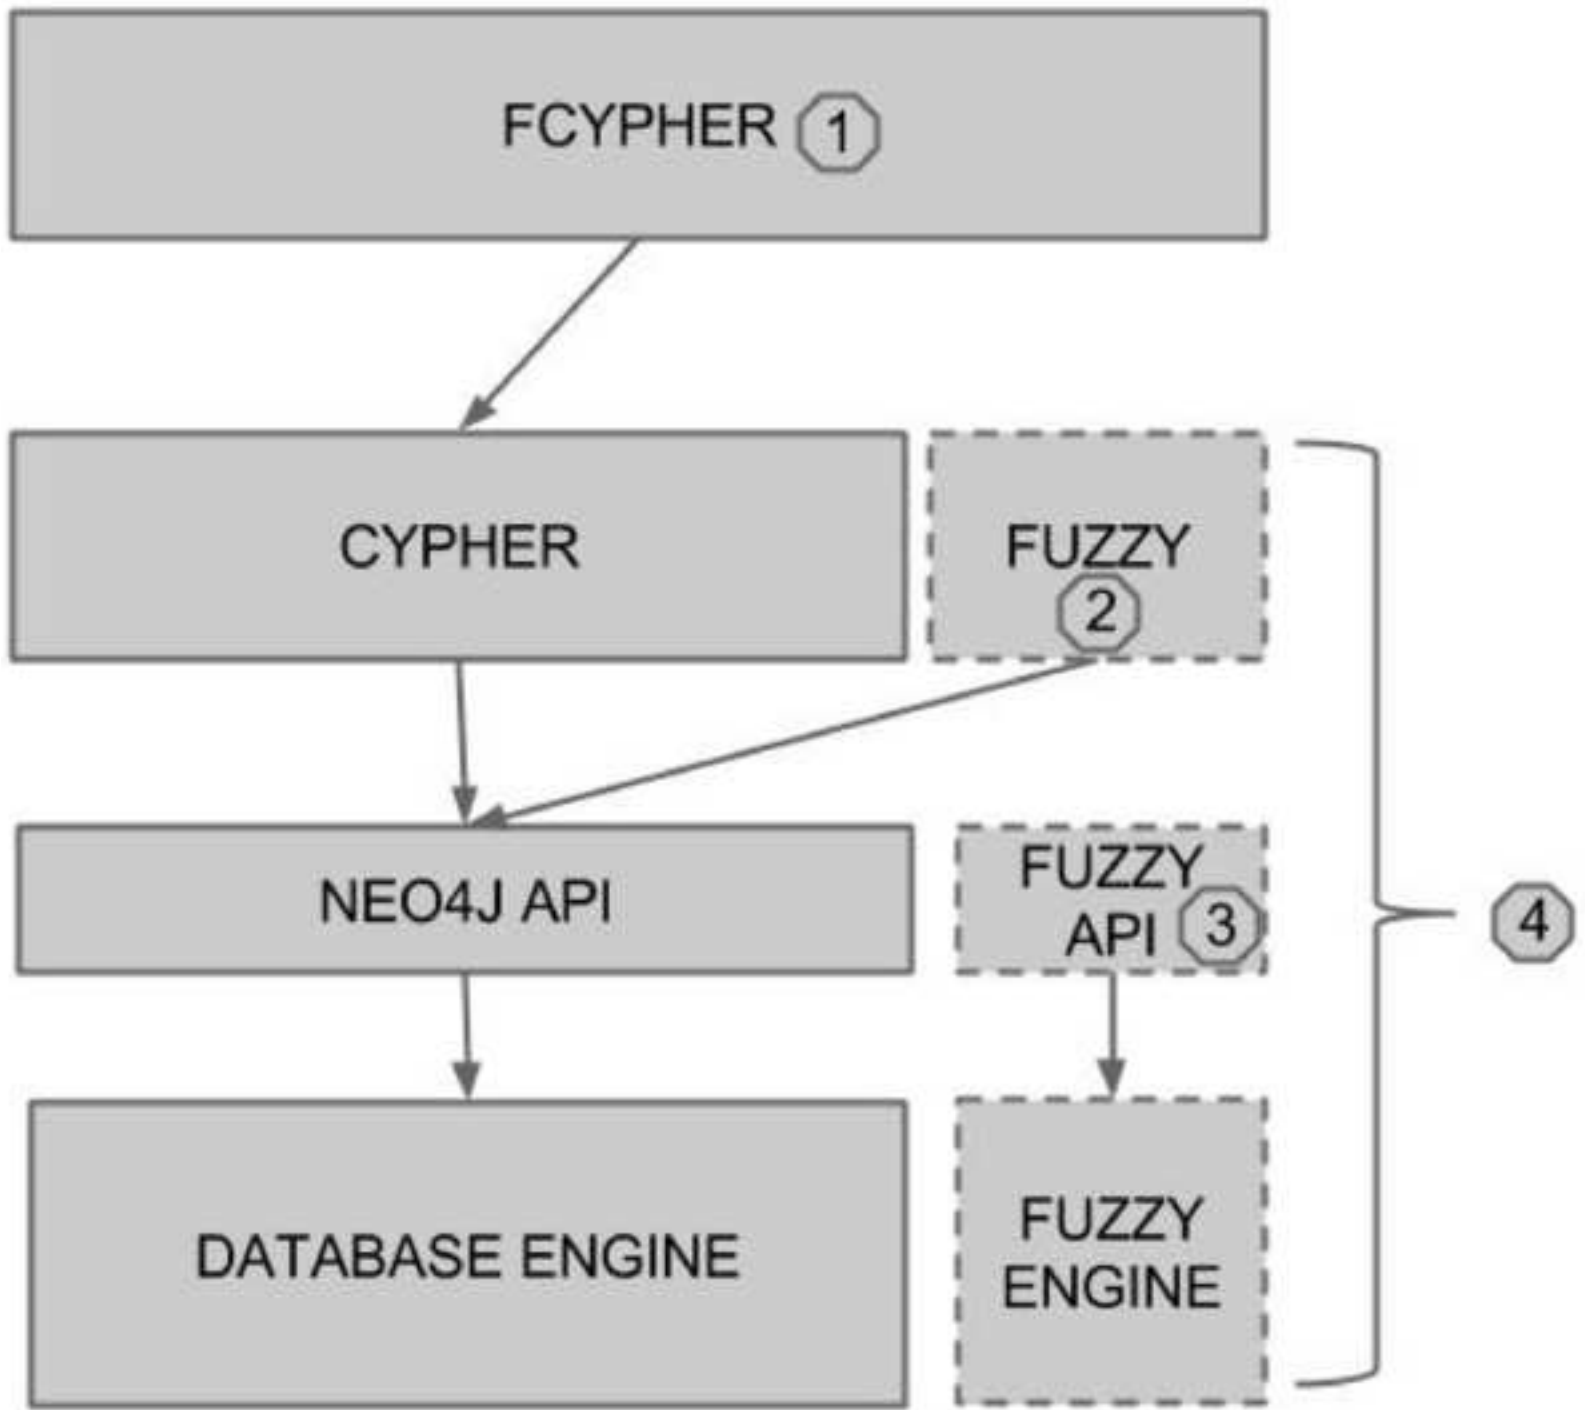 FCYPHER 1
CYPHER
FUZZY
2
NEO4J API
FUZZY
API 3
4
DATABASE ENGINE
FUZZY
ENGINE